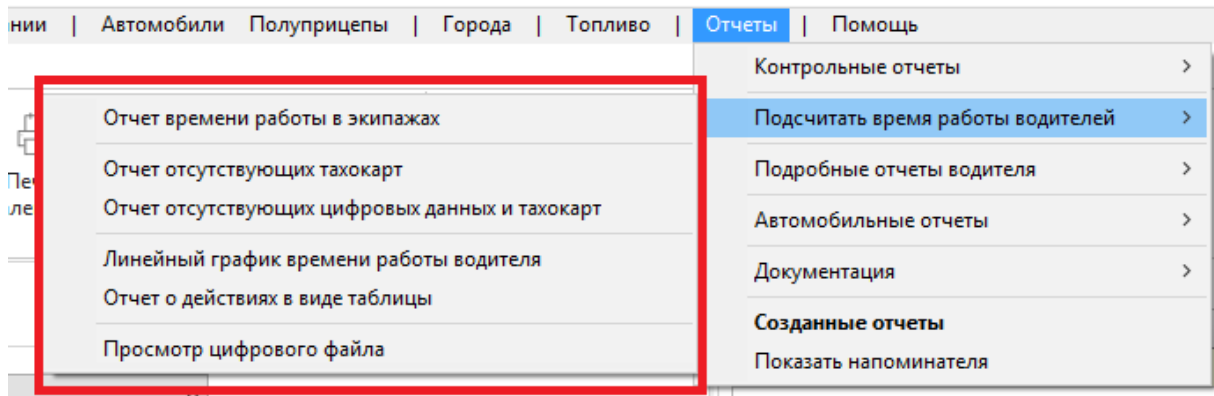 | Автомобили Полуприцепы | Города | Топливо | Отчеты | Помощь
Контрольные отчеты
Подсчитать время работы водителей
Подробные отчеты водителя
Автомобильные отчеты
Документация
Созданные отчеты
Показать напоминателя
Отчет времени работы в экипажах
Отчет отсутствующих тахокарт
Отчет отсутствующих цифровых данных и тахокарт
Линейный график времени работы водителя
Отчет о действиях в виде таблицы
Просмотр цифрового файла